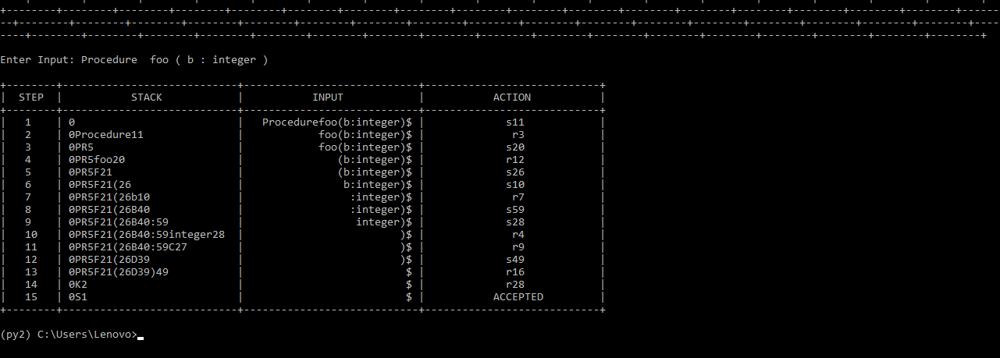 Enter Input: Procedure  foo ( b : integer )
STEP | STACK | INPUT | ACTION
1 | 0 | Procedurefoo(b:integer)$ | s11
2 | 0Procedure11 | foo(b:integer)$ | r3
3 | 0PR5 | foo(b:integer)$ | s20
4 | 0PR5foo20 | (b:integer)$ | r12
5 | 0PR5F21 | (b:integer)$ | s26
6 | 0PR5F21(26 | b:integer)$ | s10
7 | 0PR5F21(26b10 | :integer)$ | r7
8 | 0PR5F21(26B40 | :integer)$ | s59
9 | 0PR5F21(26B40:59 | integer)$ | s28
10 | 0PR5F21(26B40:59integer28 | )$ | r4
11 | 0PR5F21(26B40:59C27 | )$ | r9
12 | 0PR5F21(26D39 | )$ | s49
13 | 0PR5F21(26D39)49 | $ | r16
14 | 0K2 | $ | r28
15 | 0S1 | $ | ACCEPTED
(py2) C:\Users\Lenovo>